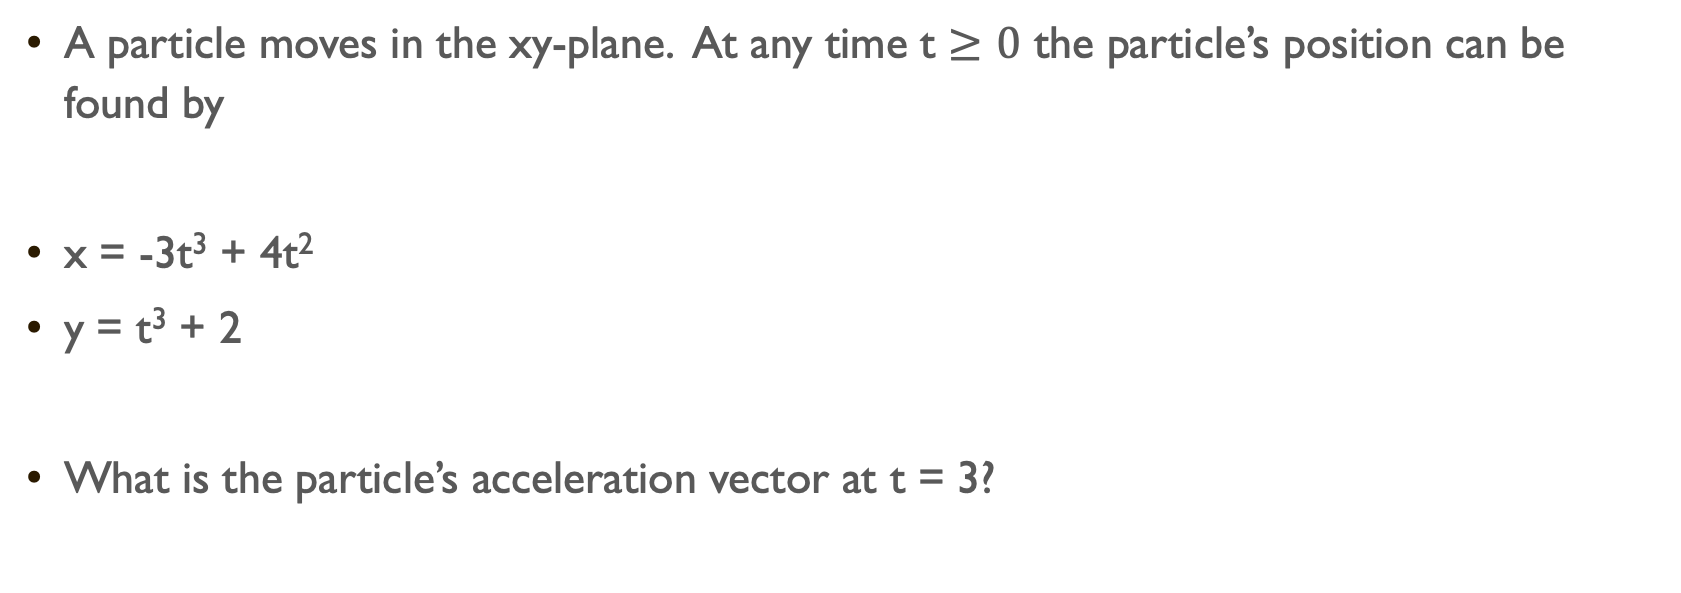 • A particle moves in the xy-plane. At any time t ≥ 0 the particle’s position can be
found by
• x = -3t³ + 4t²
• y = t³ + 2
• What is the particle’s acceleration vector at t = 3?